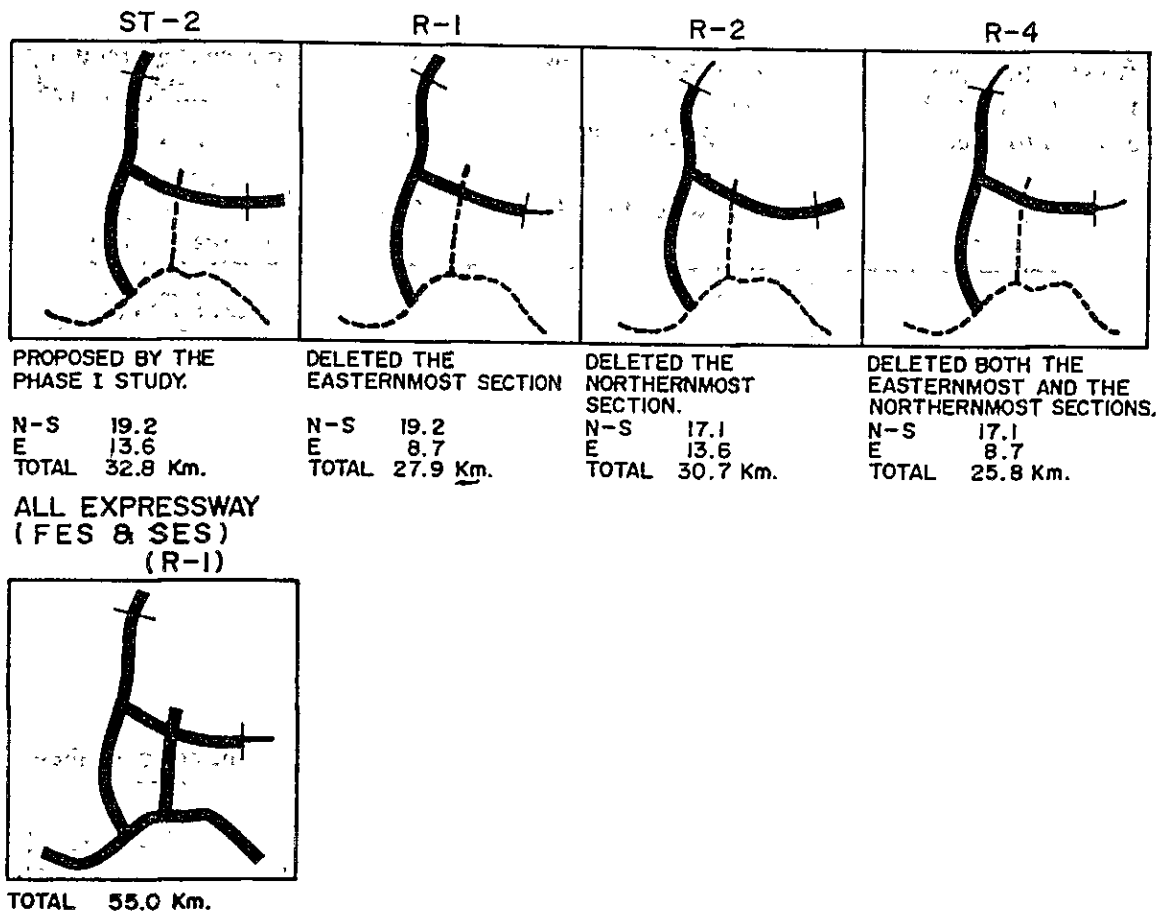 ST-2
R-1
R-2
R-4
PROPOSED BY THE
PHASE I STUDY.
N-S 19.2
E 13.6
TOTAL 32.8 Km.
DELETED THE
EASTERNMOST SECTION
N-S 19.2
E 8.7
TOTAL 27.9 Km.
DELETED THE
NORTHERNMOST
SECTION.
N-S 17.1
E 13.6
TOTAL 30.7 Km.
DELETED BOTH THE
EASTERNMOST AND THE
NORTHERNMOST SECTIONS.
N-S 17.1
E 8.7
TOTAL 25.8 Km.
ALL EXPRESSWAY
(FES & SES)
(R-1)
TOTAL 55.0 Km.